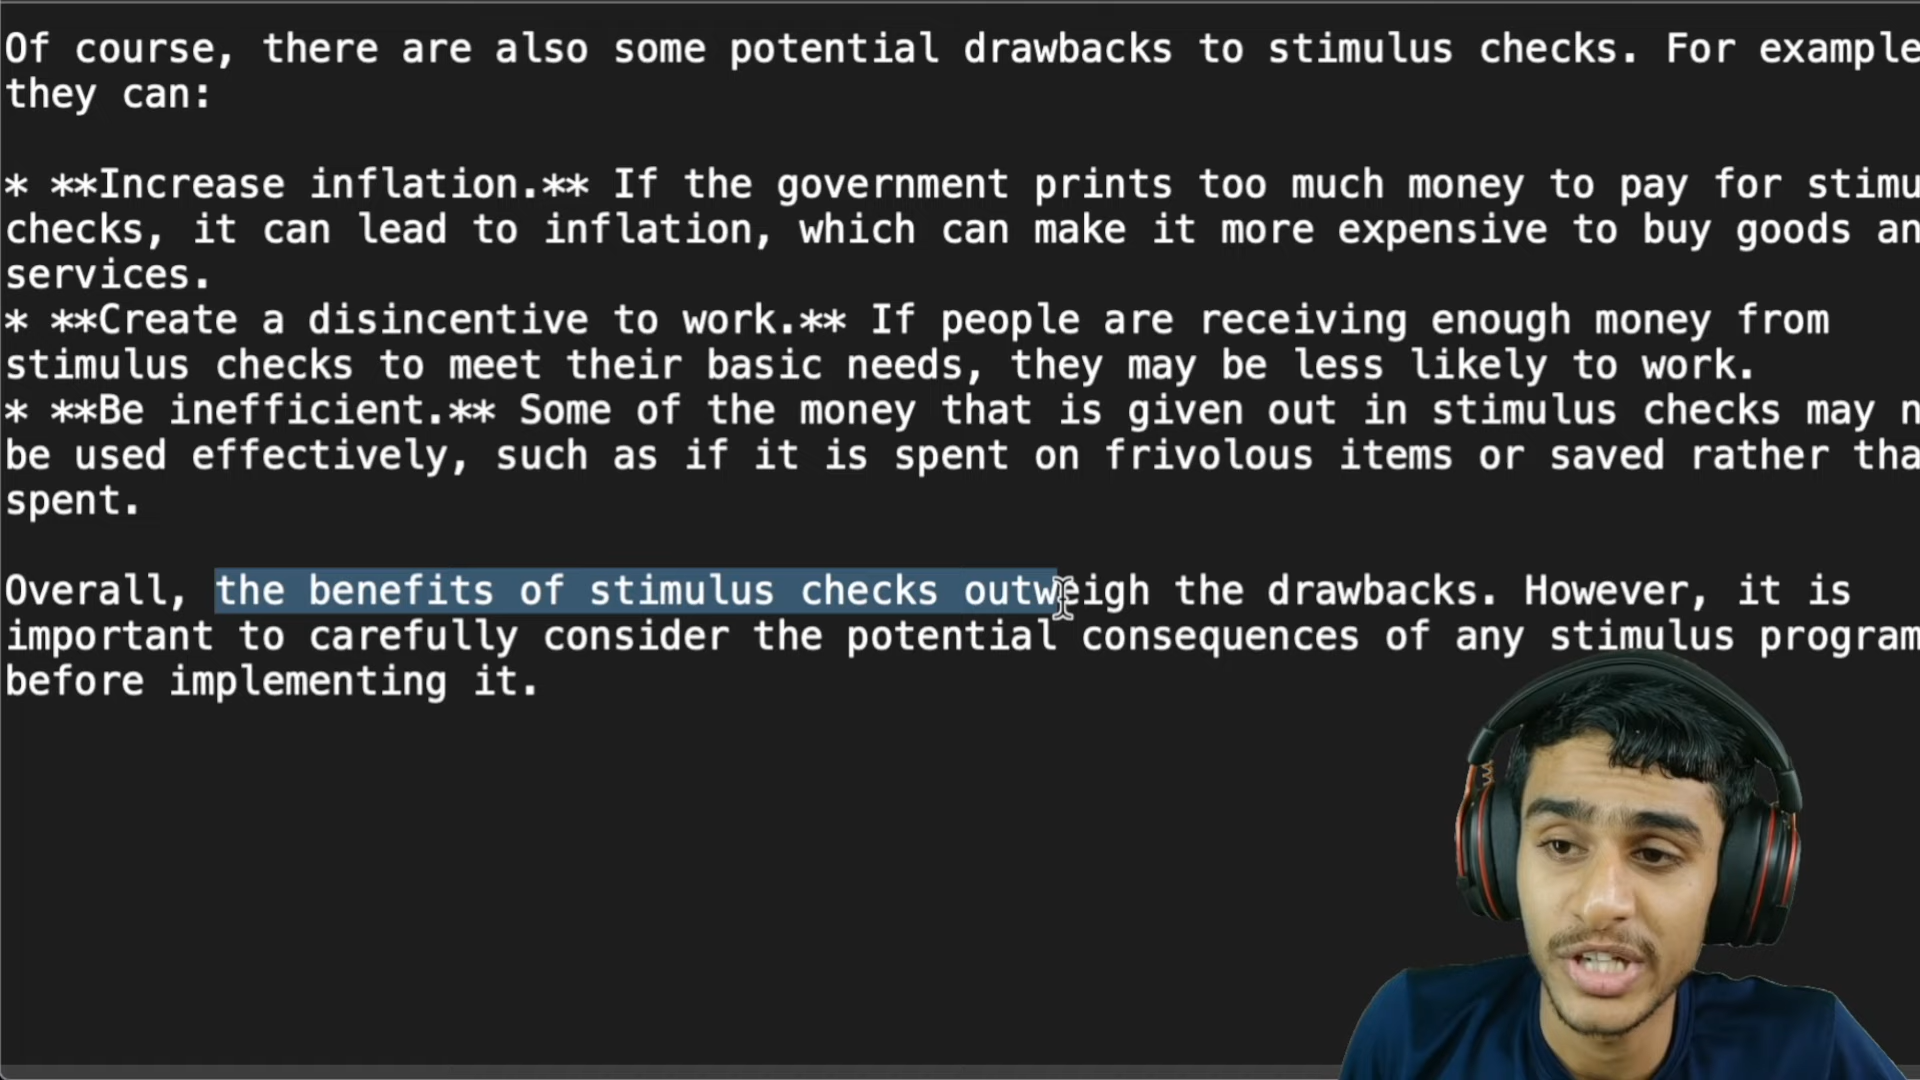 Of course, there are also some potential drawbacks to stimulus checks. For example
they can:
* **Increase inflation.** If the government prints too much money to pay for stimu
checks, it can lead to inflation, which can make it more expensive to buy goods an
services.
* **Create a disincentive to work.** If people are receiving enough money from
stimulus checks to meet their basic needs, they may be less likely to work.
* **Be inefficient.** Some of the money that is given out in stimulus checks may n
be used effectively, such as if it is spent on frivolous items or saved rather tha
spent.
Overall, the benefits of stimulus checks outweigh the drawbacks. However, it is
important to carefully consider the potential consequences of any stimulus program
before implementing it.